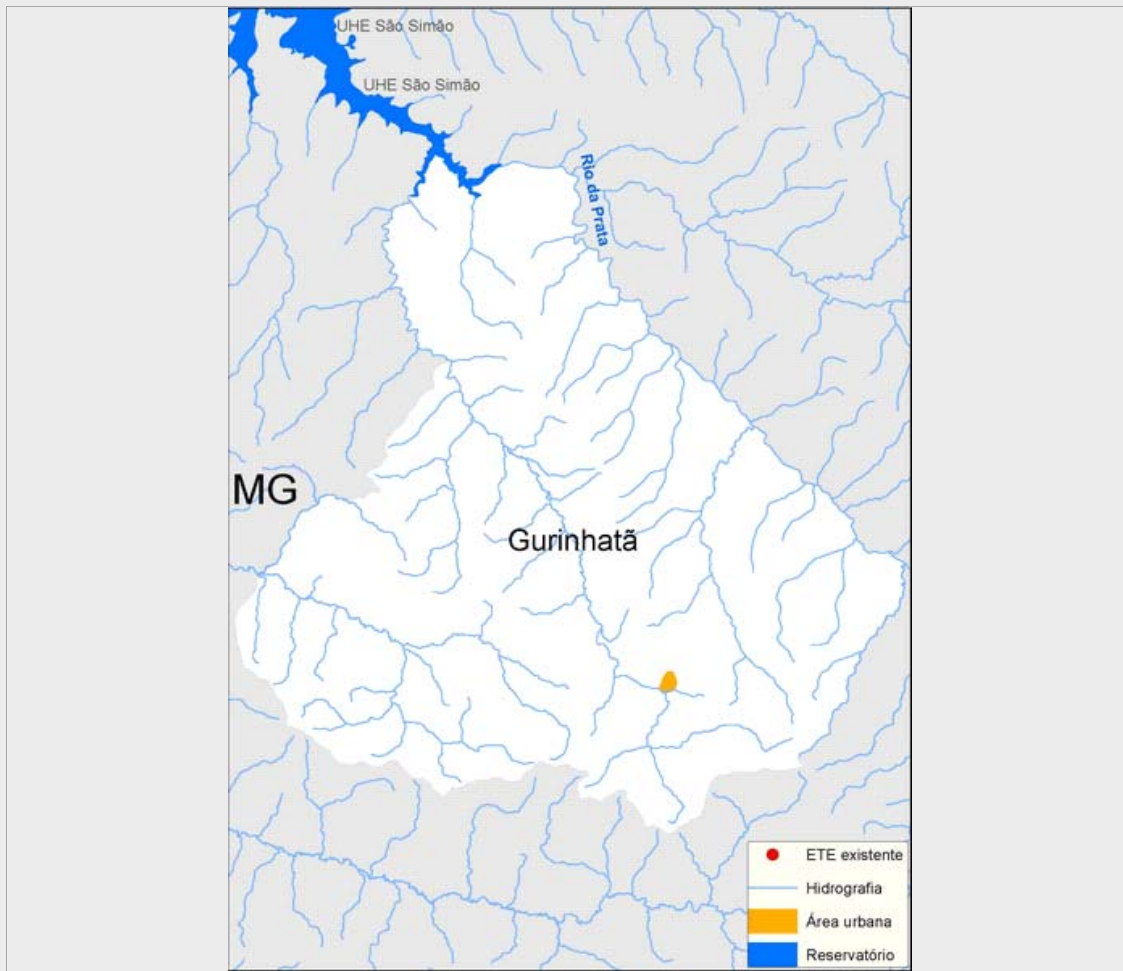 UHE São Simão
UHE São Simão
Rio da Prata
MG
Gurinhatã
ETE existente
Hidrografia
Área urbana
Reservatório